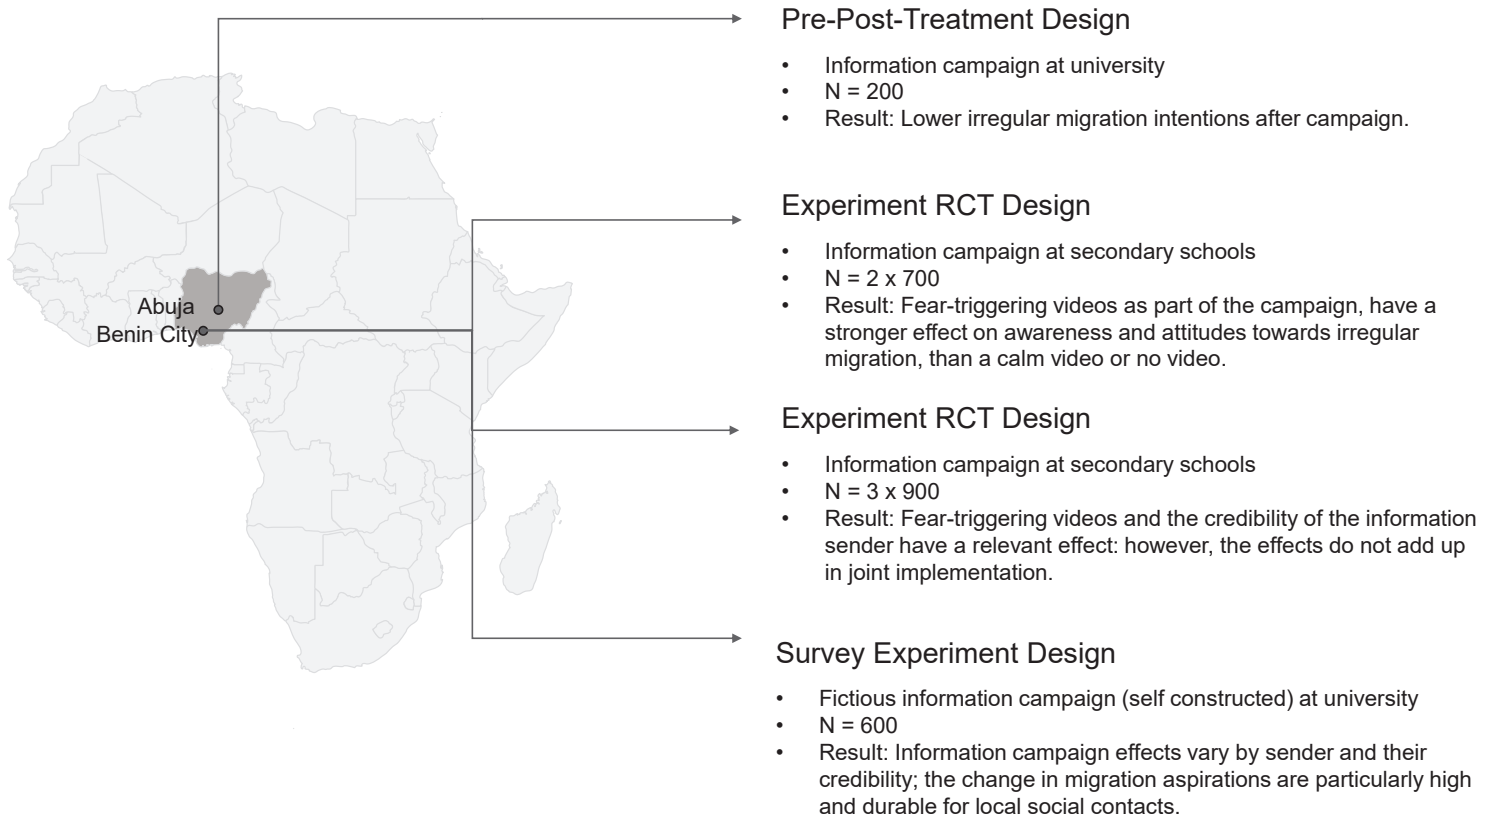 Pre-Post-Treatment Design
• Information campaign at university
• N = 200
• Result: Lower irregular migration intentions after campaign.
Experiment RCT Design
• Information campaign at secondary schools
• N = 2 x 700
• Result: Fear-triggering videos as part of the campaign, have a
stronger effect on awareness and attitudes towards irregular
migration, than a calm video or no video.
Abuja
Benin City
Experiment RCT Design
• Information campaign at secondary schools
• N = 3 x 900
• Result: Fear-triggering videos and the credibility of the information
sender have a relevant effect: however, the effects do not add up
in joint implementation.
Survey Experiment Design
• Fictious information campaign (self constructed) at university
• N = 600
• Result: Information campaign effects vary by sender and their
credibility; the change in migration aspirations are particularly high
and durable for local social contacts.